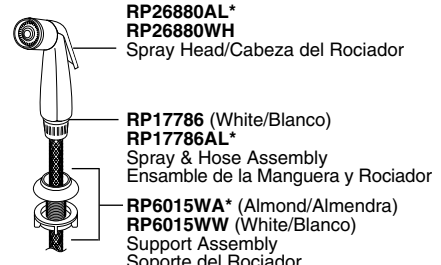 RP26880AL*
RP26880WH
Spray Head/Cabeza del Rociador
RP17786 (White/Blanco)
RP17786AL*
Spray & Hose Assembly
Ensamble de la Manguera y Rociador
RP6015WA* (Almond/Almendra)
RP6015WW (White/Blanco)
Support Assembly
Soporte del Rociador